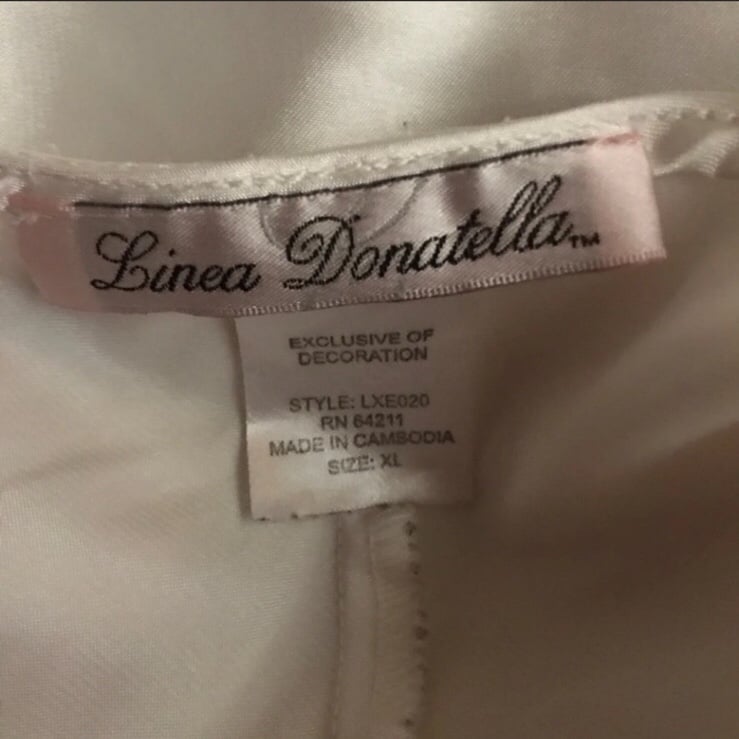 Linea Donatella™
EXCLUSIVE OF
DECORATION
STYLE: LXE020
RN 64211
MADE IN CAMBODIA
SIZE: XL